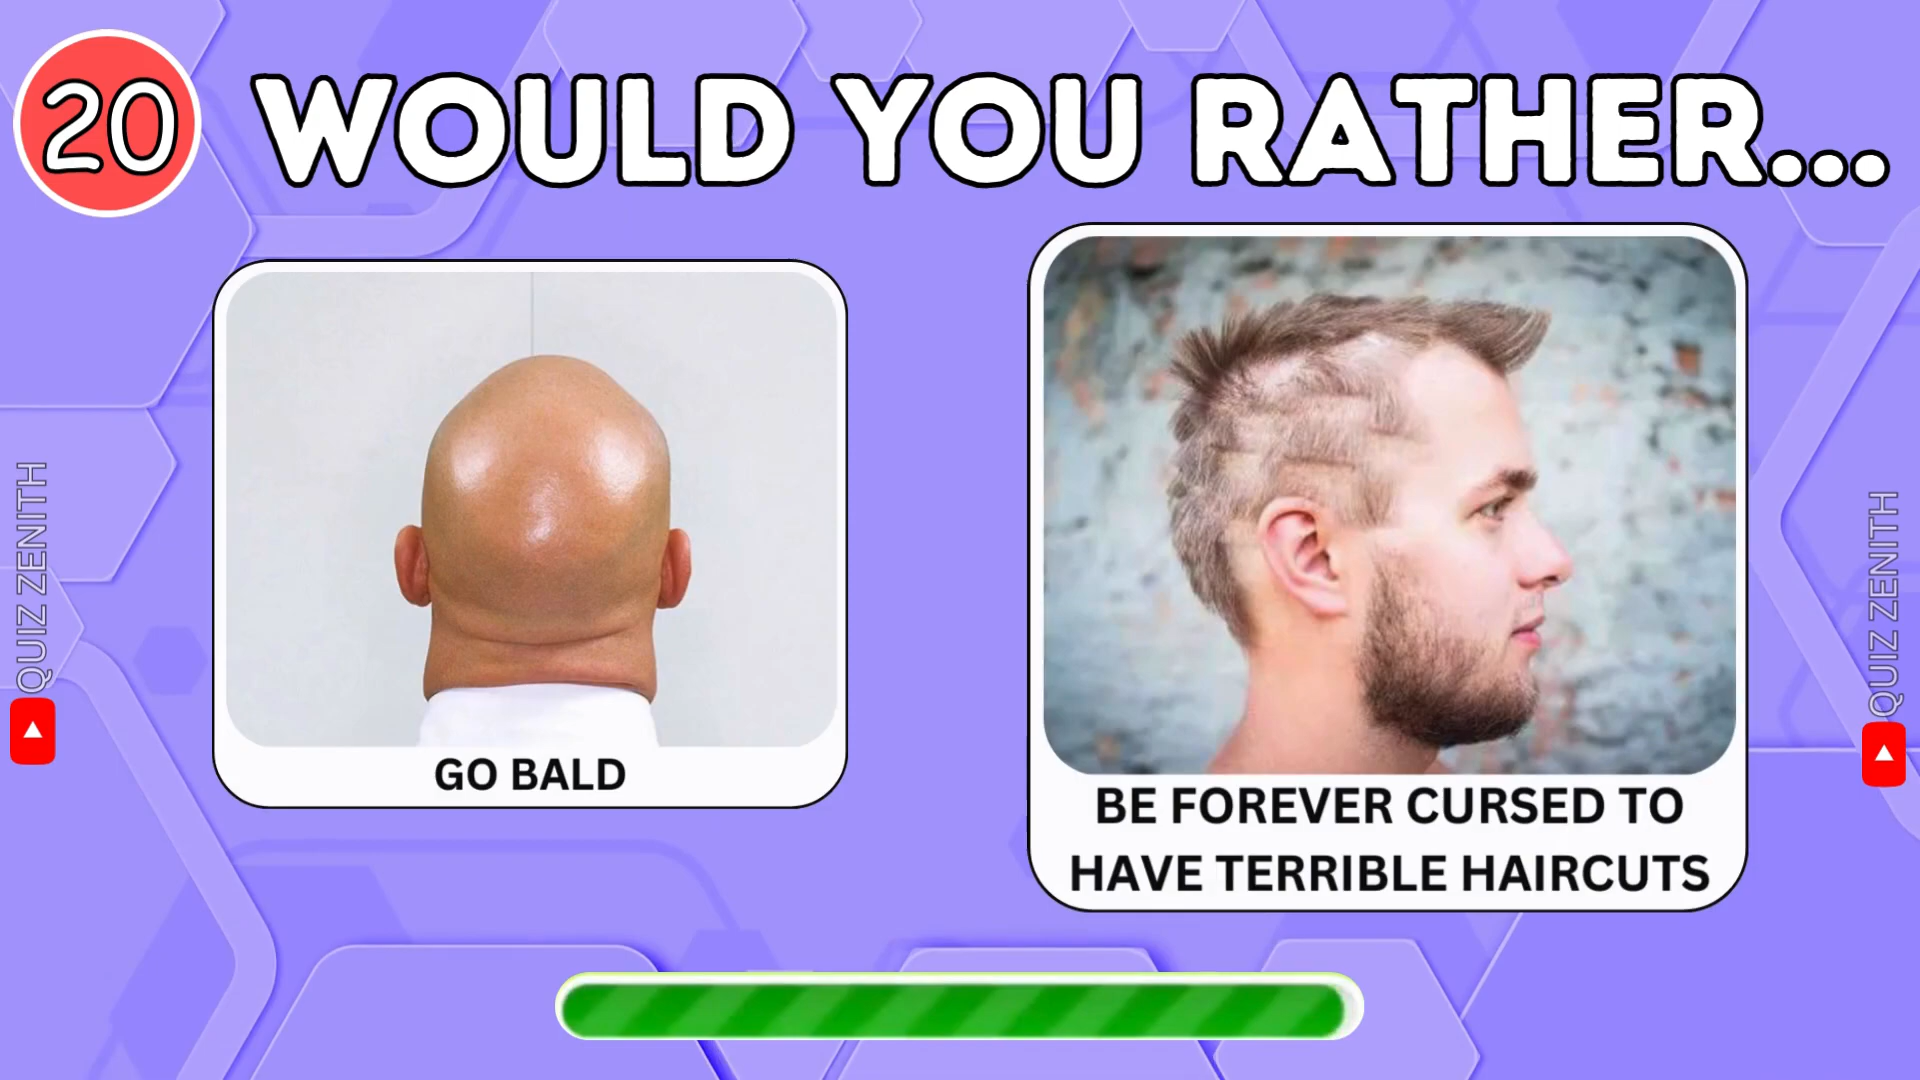 20
WOULD YOU RATHER...
GO BALD
BE FOREVER CURSED TO
HAVE TERRIBLE HAIRCUTS
QUIZ ZENITH
QUIZ ZENITH